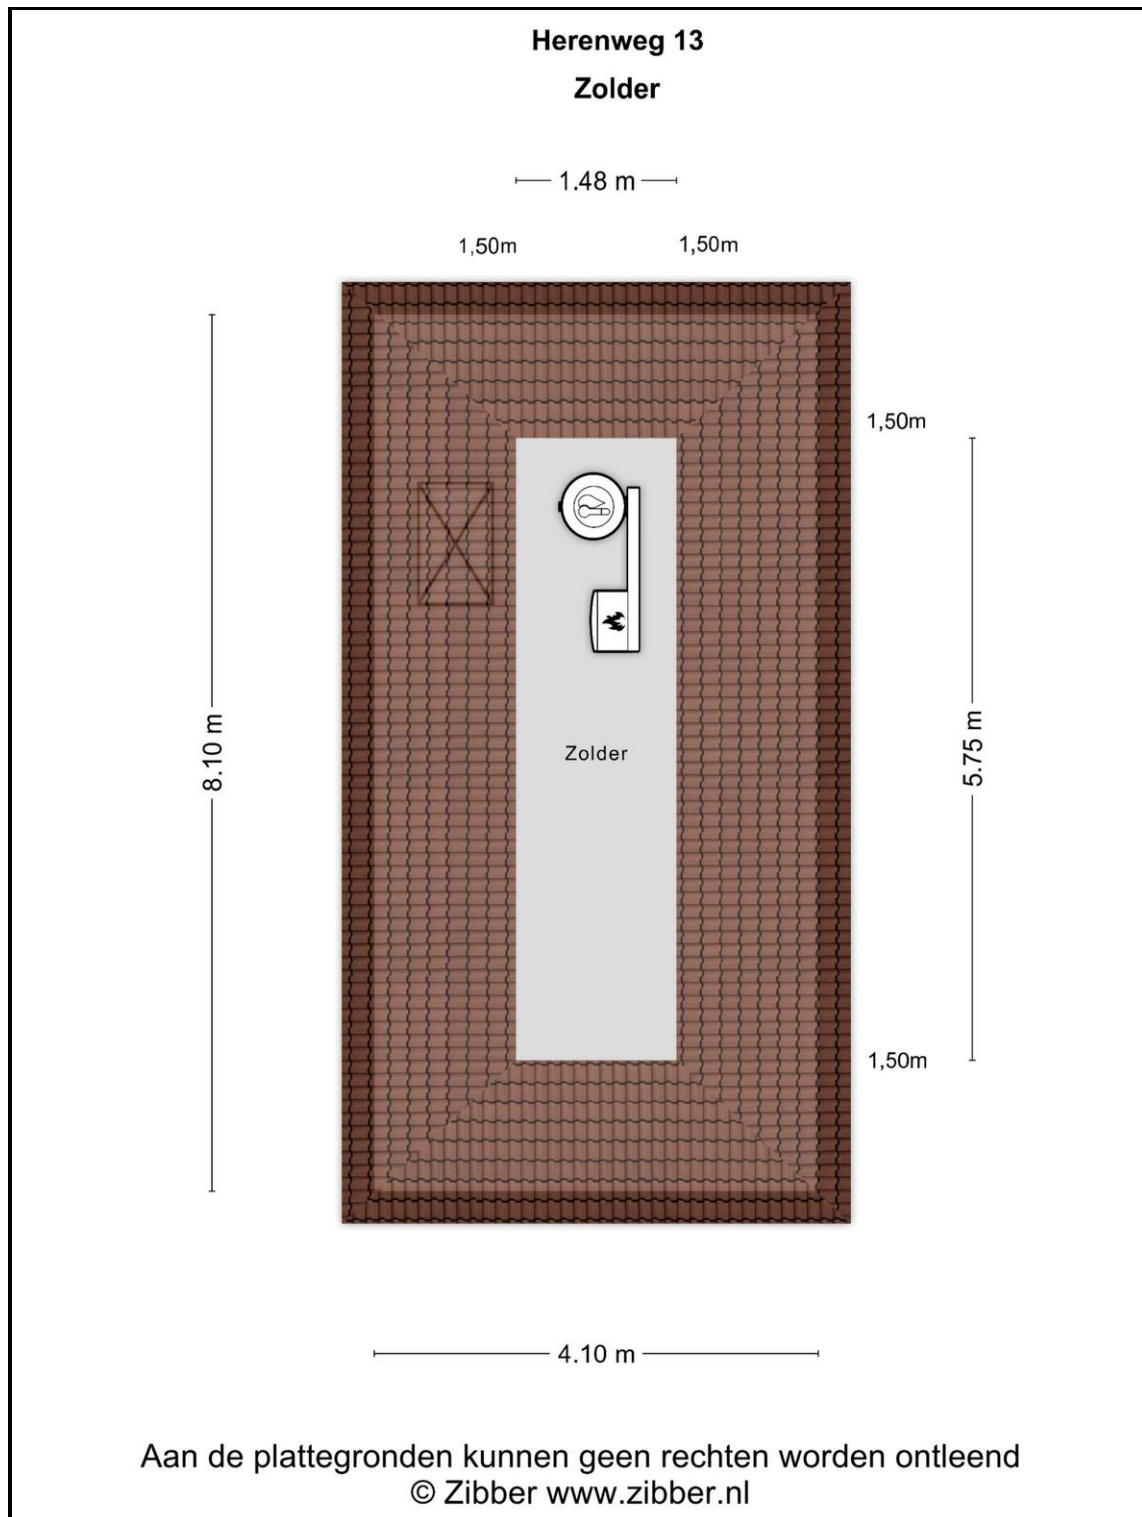 Herenweg 13
Zolder
1.48 m
1,50m 1,50m
1,50m
8.10 m
5.75 m
Zolder
1,50m
4.10 m
Aan de plattegronden kunnen geen rechten worden ontleend
© Zibber www.zibber.nl